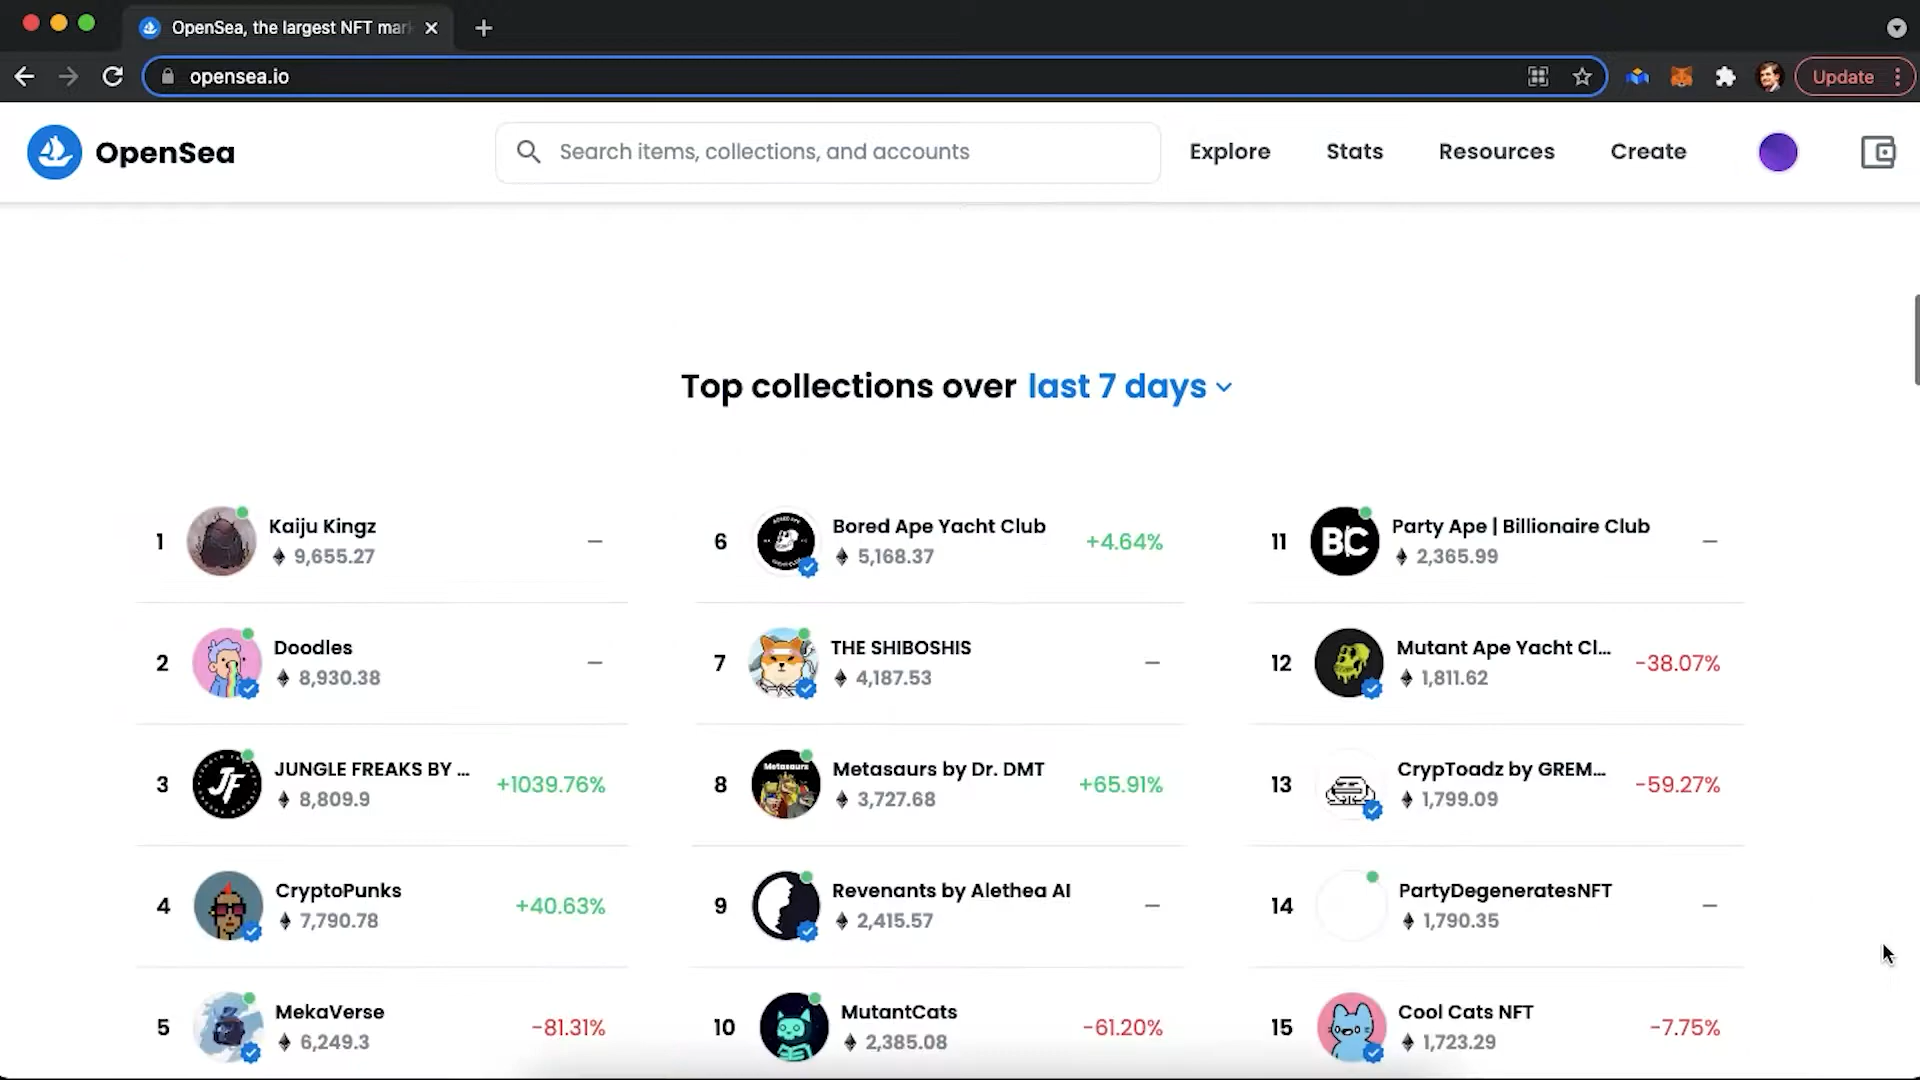 OpenSea, the largest NFT mar
opensea.io
Update
OpenSea
Search items, collections, and accounts
Explore
Stats
Resources
Create
Top collections over last 7 days
1
Kaiju Kingz
9,655.27
—
2
Doodles
8,930.38
—
3
JF
JUNGLE FREAKS BY ...
8,809.9
+1039.76%
4
CryptoPunks
7,790.78
+40.63%
5
MekaVerse
6,249.3
-81.31%
6
Bored Ape Yacht Club
5,168.37
+4.64%
7
THE SHIBOSHIS
4,187.53
—
8
Metasaurs
Metasaurs by Dr. DMT
3,727.68
+65.91%
9
Revenants by Alethea AI
2,415.57
—
10
MutantCats
2,385.08
-61.20%
11
BC
Party Ape | Billionaire Club
2,365.99
—
12
Mutant Ape Yacht Cl...
1,811.62
-38.07%
13
CrypToadz by GREM...
1,799.09
-59.27%
14
PartyDegeneratesNFT
1,790.35
—
15
Cool Cats NFT
1,723.29
-7.75%